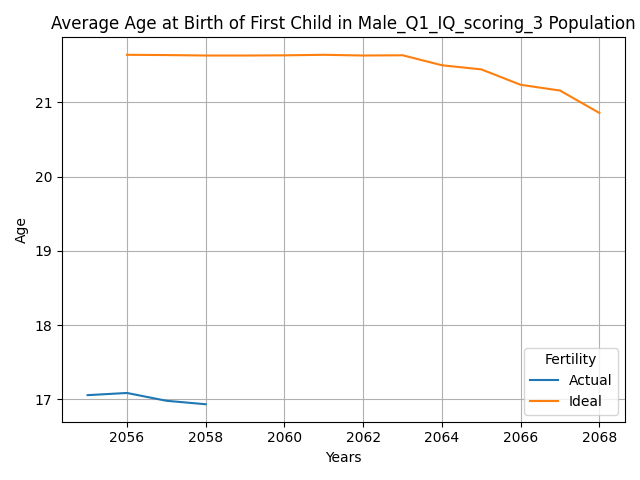 Average Age at Birth of First Child in Male_Q1_IQ_scoring_3 Population
Age
21
20
19
18
17
2056
2058
2060
2062
2064
2066
2068
Years
Fertility
Actual
Ideal